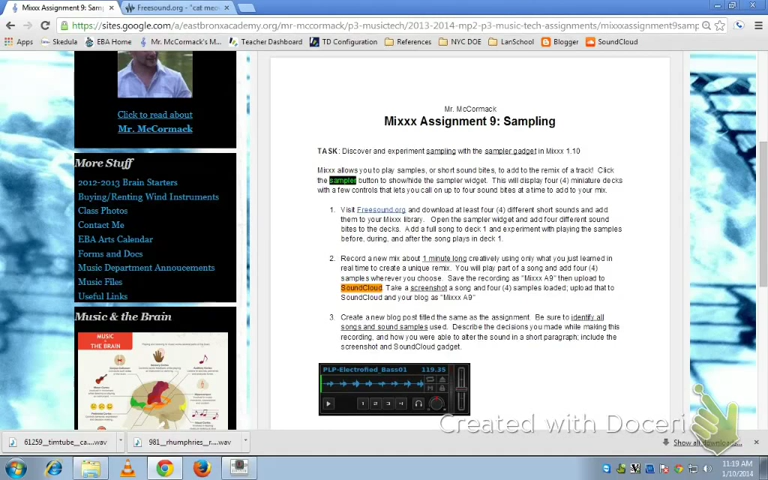 Mixxx Assignment 9: Samp
Freesound.org - "cat meo
https://sites.google.com/a/eastbronxacademy.org/mr-mccormack/p3-musictech/2013-2014-mp2-p3-music-tech-assignments/mixxxassignment9samp
Apps Skedula EBA Home Mr. McCormack's M... Teacher Dashboard TD Configuration References NYC DOE LanSchool Blogger SoundCloud
Click to read about
Mr. McCormack
More Stuff
2012-2013 Brain Starters
Buying/Renting Wind Instruments
Class Photos
Contact Me
EBA Arts Calendar
Forms and Docs
Music Department Annoucements
Music Files
Useful Links
Music & the Brain
MUSIC
THE BRAIN
Mr. McCormack
Mixxx Assignment 9: Sampling
TASK: Discover and experiment sampling with the sampler gadget in Mixxx 1.10
Mixxx allows you to play samples, or short sound bites, to add to the remix of a track! Click
the sampler button to show/hide the sampler widget. This will display four (4) miniature decks
with a few controls that lets you call on up to four sound bites at a time to add to your mix.
1. Visit Freesound.org and download at least four (4) different short sounds and add
them to your Mixxx library. Open the sampler widget and add four different sound
bites to the decks. Add a full song to deck 1 and experiment with playing the samples
before, during, and after the song plays in deck 1.
2. Record a new mix about 1 minute long creatively using only what you just learned in
real time to create a unique remix. You will play part of a song and add four (4)
samples wherever you choose. Save the recording as "Mixxx A9" then upload to
SoundCloud. Take a screenshot a song and four (4) samples loaded; upload that to
SoundCloud and your blog as "Mixxx A9"
3. Create a new blog post titled the same as the assignment. Be sure to identify all
songs and sound samples used. Describe the decisions you made while making this
recording, and how you were able to alter the sound in a short paragraph; include the
screenshot and SoundCloud gadget.
PLP-Electrofied_Bass01 119.35
1 2 3 4
Created with Doceri
61259__timtube__ca....wav
981__rhumphries__r....wav
Show all downloads...
11:19 AM
1/10/2014